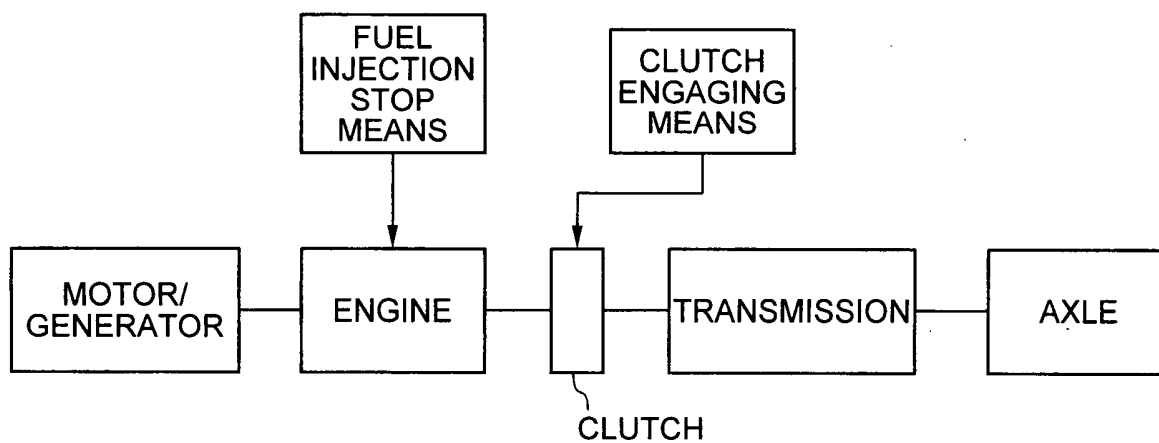 FUEL
INJECTION
STOP
MEANS
CLUTCH
ENGAGING
MEANS
MOTOR/
GENERATOR
ENGINE
TRANSMISSION
AXLE
CLUTCH